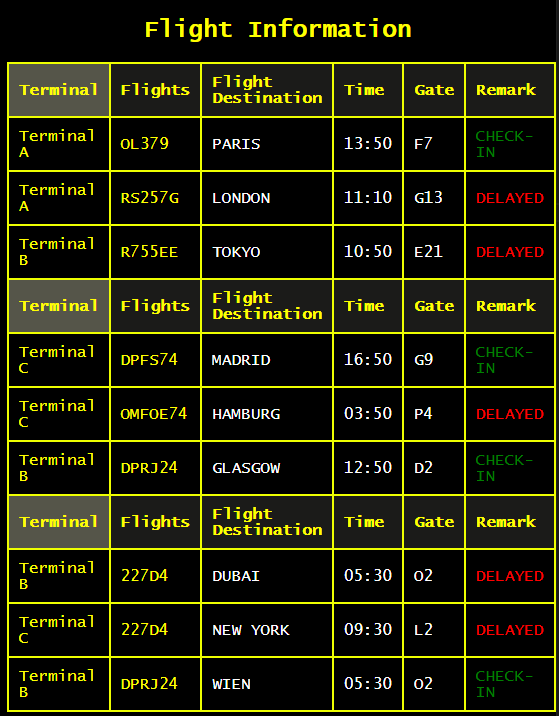 Flight Information
Terminal Flights Flight Destination Time Gate Remark
Terminal A OL379 PARIS 13:50 F7 CHECK-IN
Terminal A RS257G LONDON 11:10 G13 DELAYED
Terminal B R755EE TOKYO 10:50 E21 DELAYED
Terminal Flights Flight Destination Time Gate Remark
Terminal C DPFS74 MADRID 16:50 G9 CHECK-IN
Terminal C OMFOE74 HAMBURG 03:50 P4 DELAYED
Terminal B DPRJ24 GLASGOW 12:50 D2 CHECK-IN
Terminal Flights Flight Destination Time Gate Remark
Terminal B 227D4 DUBAI 05:30 O2 DELAYED
Terminal C 227D4 NEW YORK 09:30 L2 DELAYED
Terminal B DPRJ24 WIEN 05:30 O2 CHECK-IN